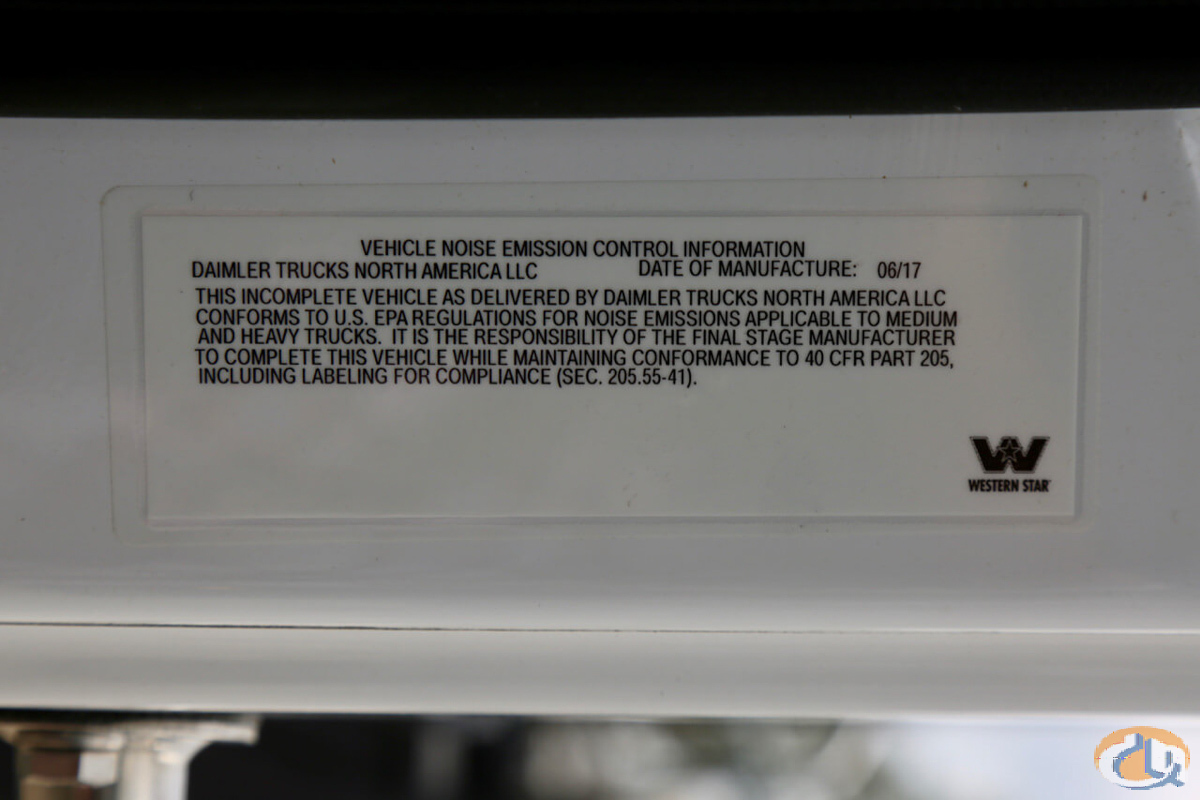 VEHICLE NOISE EMISSION CONTROL INFORMATION
DAIMLER TRUCKS NORTH AMERICA LLC DATE OF MANUFACTURE: 06/17
THIS INCOMPLETE VEHICLE AS DELIVERED BY DAIMLER TRUCKS NORTH AMERICA LLC
CONFORMS TO U.S. EPA REGULATIONS FOR NOISE EMISSIONS APPLICABLE TO MEDIUM
AND HEAVY TRUCKS. IT IS THE RESPONSIBILITY OF THE FINAL STAGE MANUFACTURER
TO COMPLETE THIS VEHICLE WHILE MAINTAINING CONFORMANCE TO 40 CFR PART 205,
INCLUDING LABELING FOR COMPLIANCE (SEC. 205.55-41).
WESTERN STAR